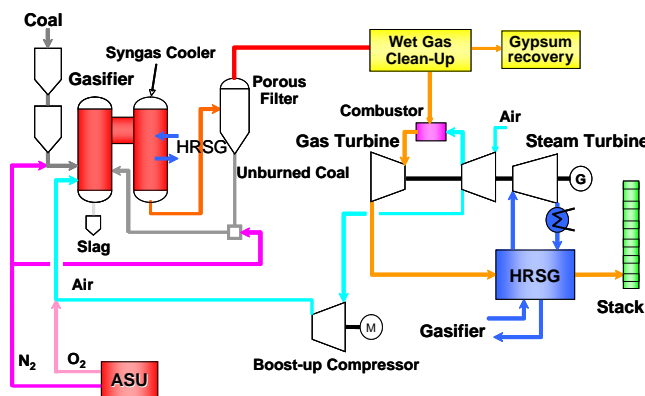 Coal
Syngas Cooler
Gasifier
Porous
Filter
Wet Gas
Clean-Up
Gypsum
recovery
Combustor
Air
Gas Turbine
Steam Turbine
HRSG
Unburned Coal
G
Slag
Air
HRSG
Stack
M
Gasifier
N2
O2
ASU
Boost-up Compressor